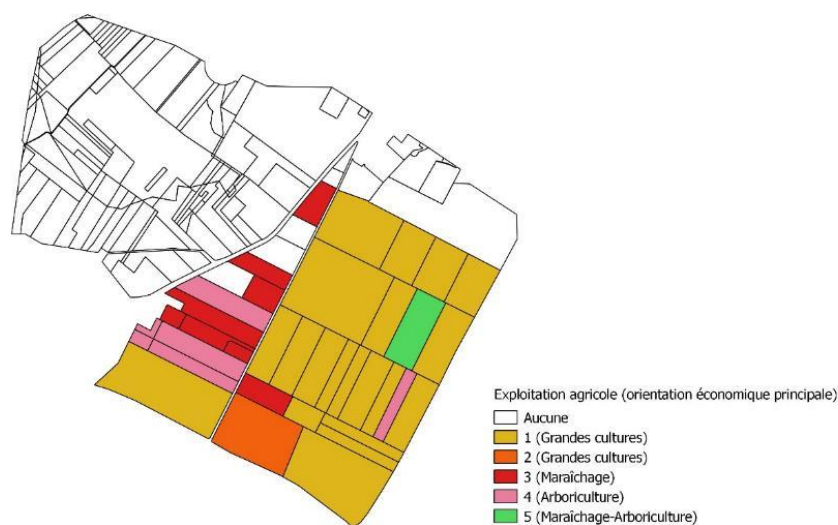 Exploitation agricole (orientation économique principale)
Aucune
1 (Grandes cultures)
2 (Grandes cultures)
3 (Maraîchage)
4 (Arboriculture)
5 (Maraîchage-Arboriculture)